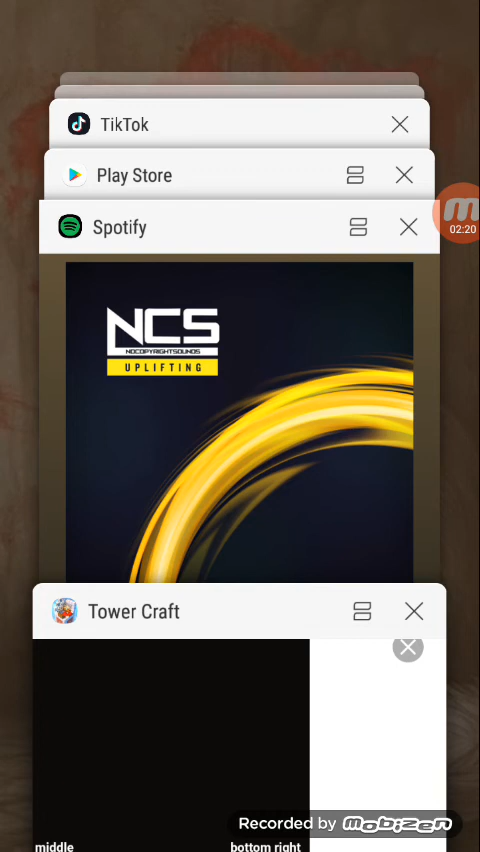 TikTok
Play Store
Spotify
02:20
NCS
NOCOPYRIGHTSOUNDS
UPLIFTING
Tower Craft
Recorded by Mobizen
middle
bottom right